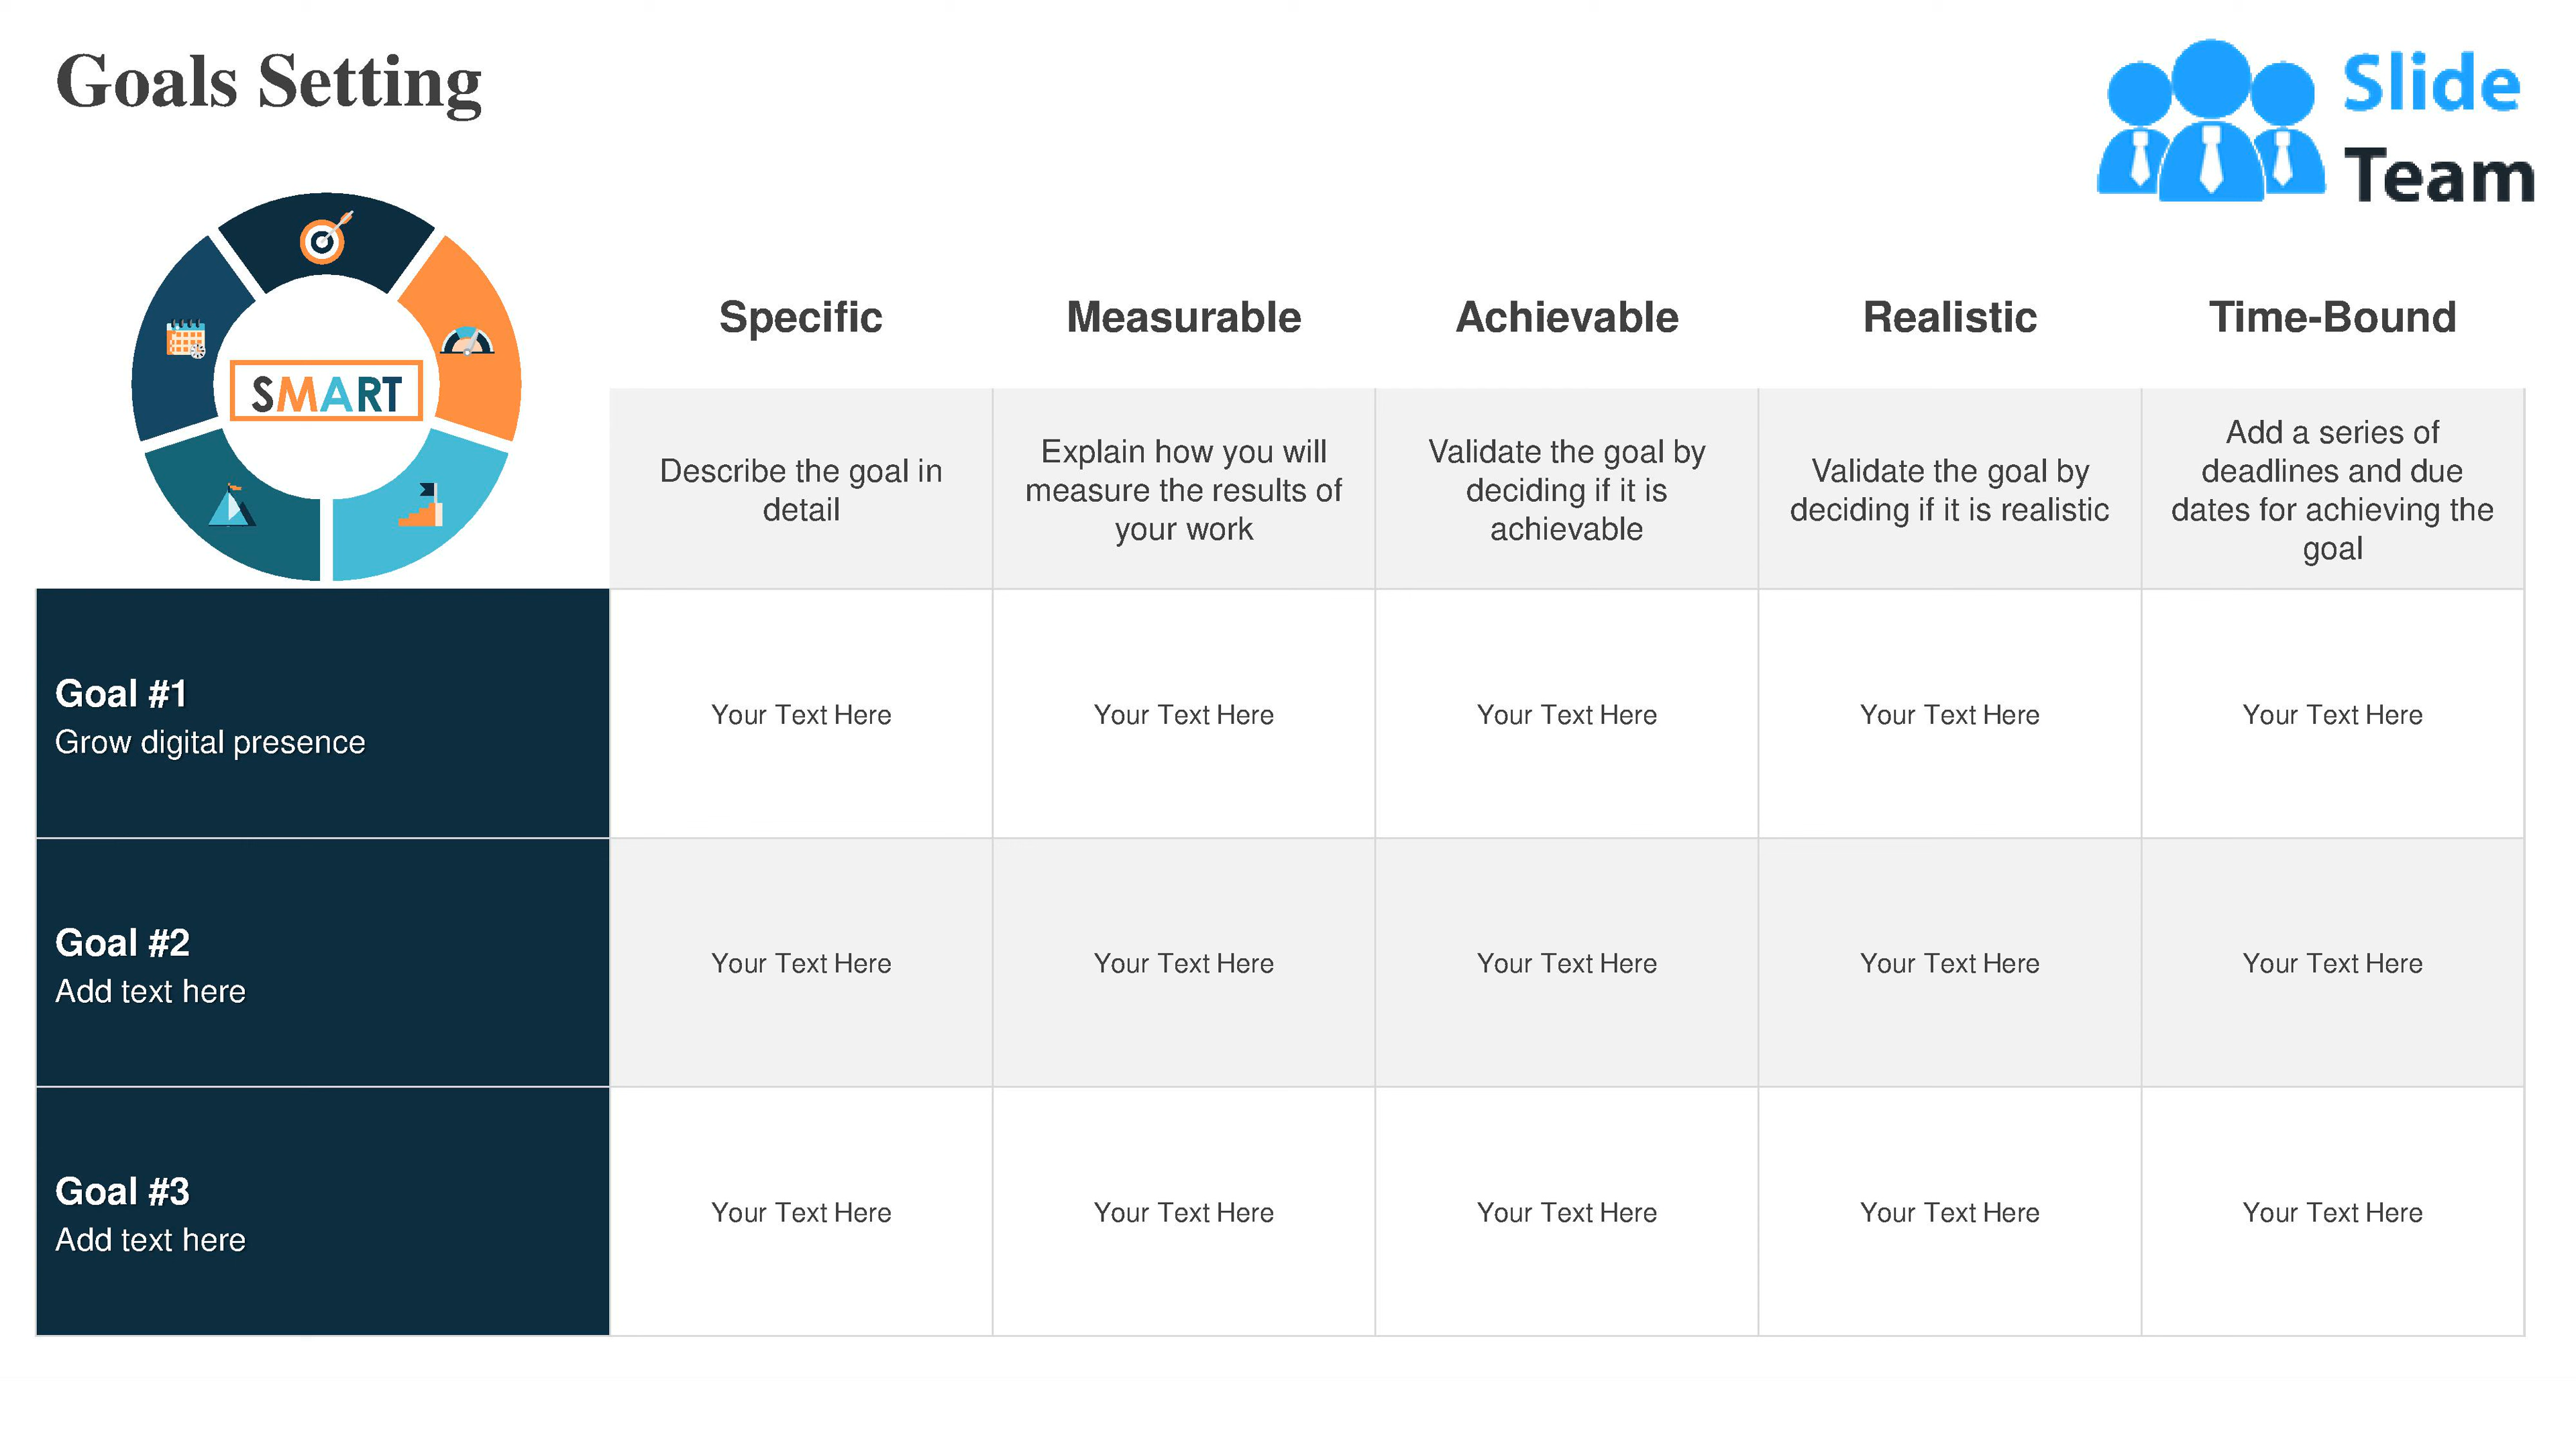 Goals Setting
Slide
Team
SMART
Specific
Measurable
Achievable
Realistic
Time-Bound
Describe the goal in
detail
Explain how you will
measure the results of
your work
Validate the goal by
deciding if it is
achievable
Validate the goal by
deciding if it is realistic
Add a series of
deadlines and due
dates for achieving the
goal
Goal #1
Grow digital presence
Your Text Here
Your Text Here
Your Text Here
Your Text Here
Your Text Here
Goal #2
Add text here
Your Text Here
Your Text Here
Your Text Here
Your Text Here
Your Text Here
Goal #3
Add text here
Your Text Here
Your Text Here
Your Text Here
Your Text Here
Your Text Here